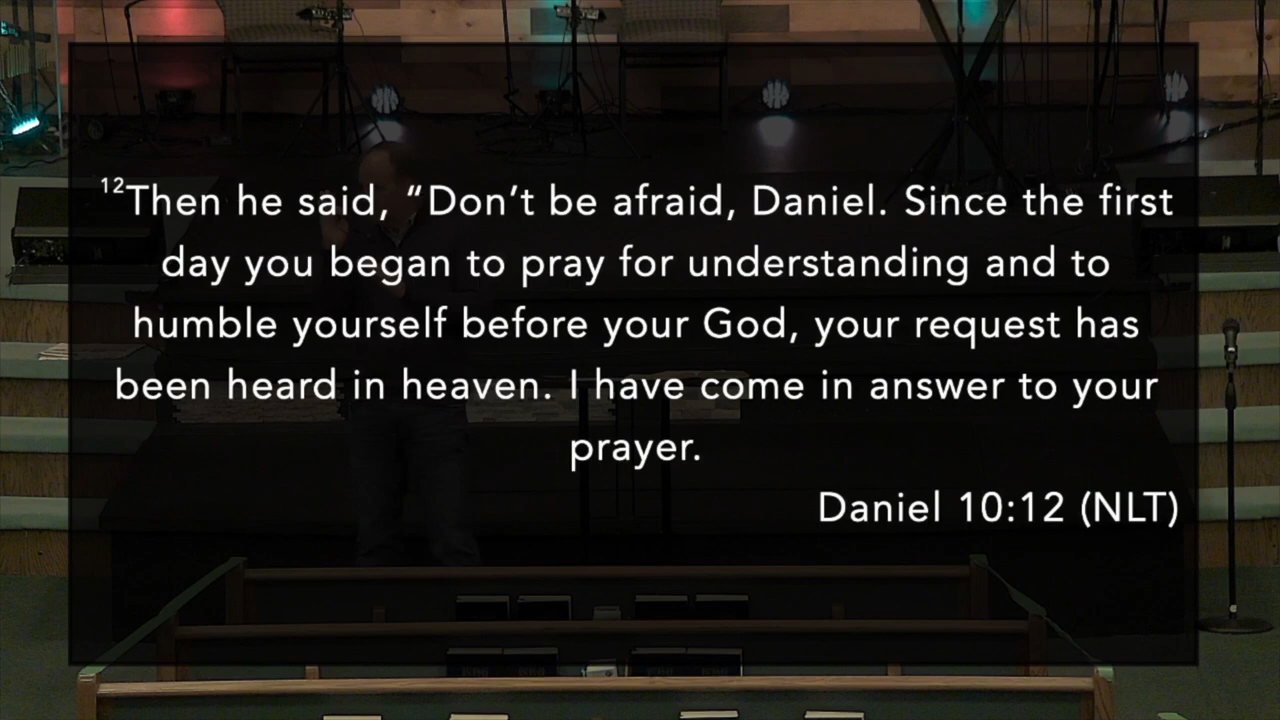 ¹²Then he said, “Don’t be afraid, Daniel. Since the first
day you began to pray for understanding and to
humble yourself before your God, your request has
been heard in heaven. I have come in answer to your
prayer.
Daniel 10:12 (NLT)